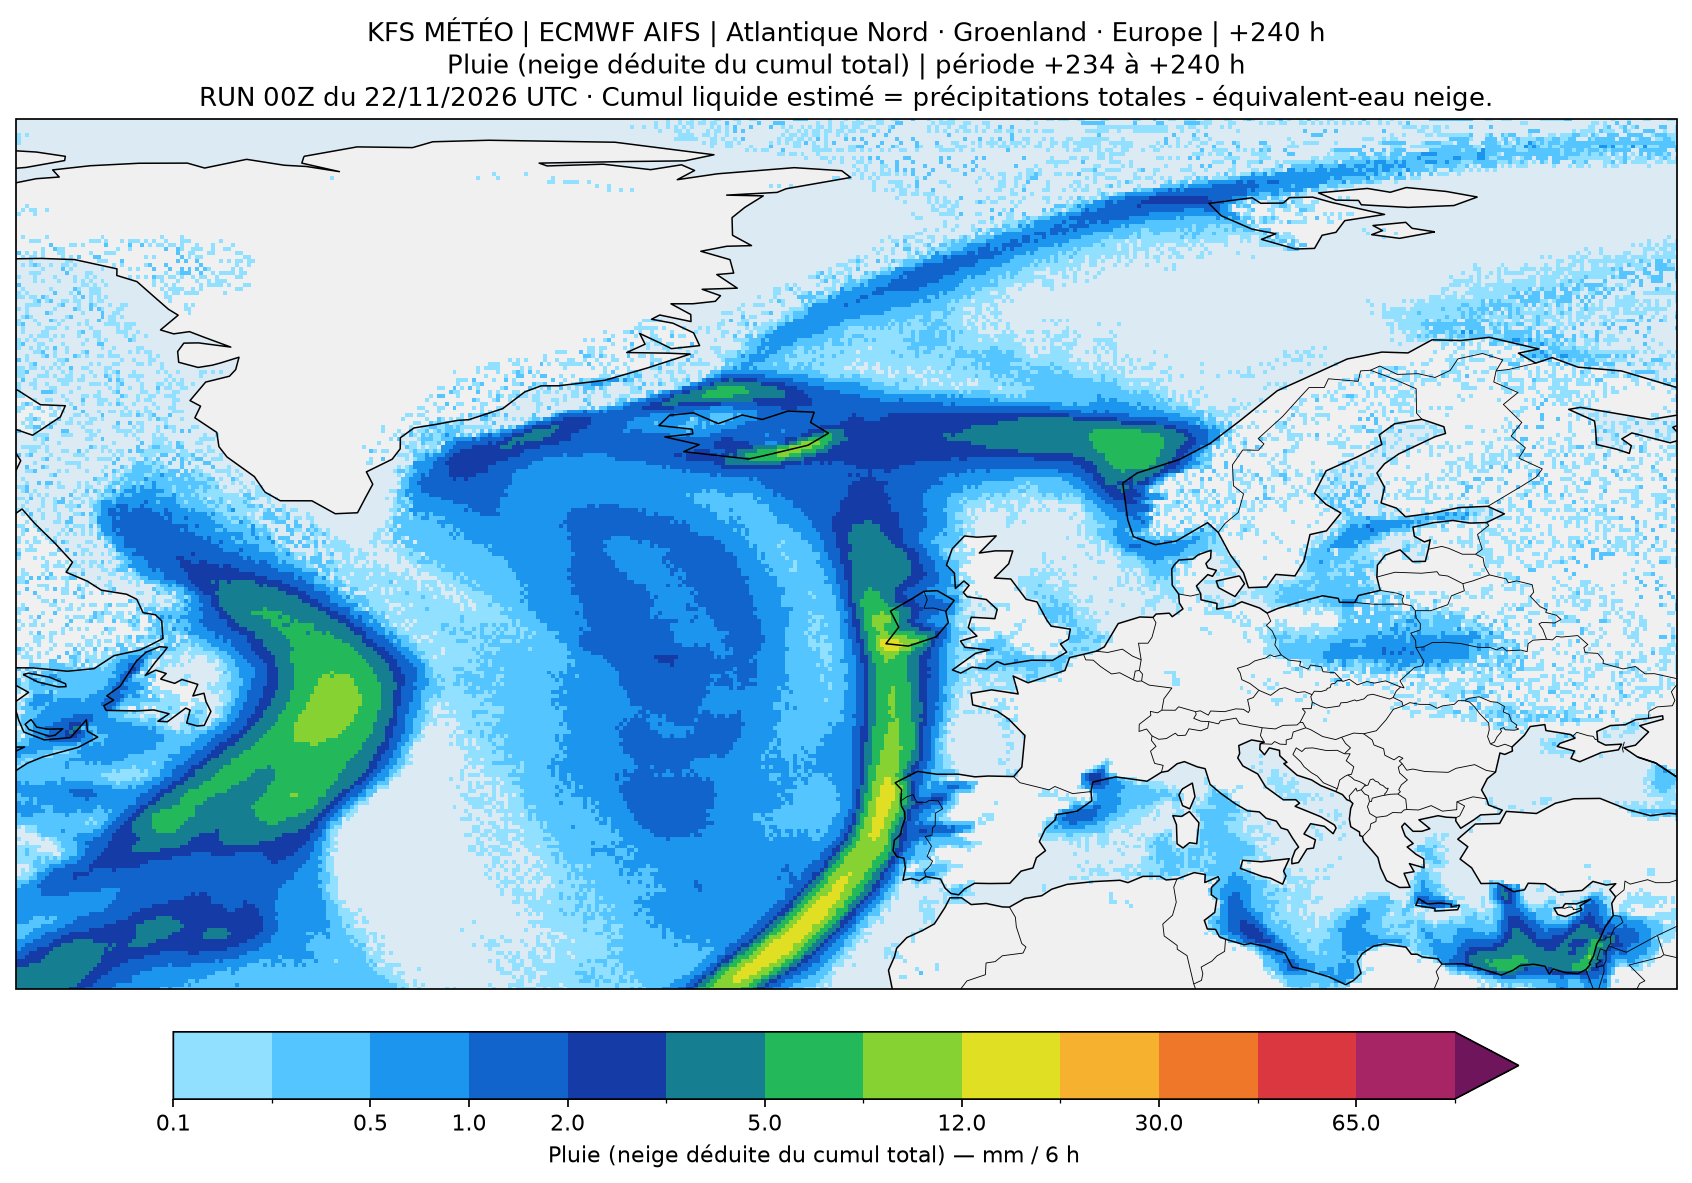 KFS MÉTÉO | ECMWF AIFS | Atlantique Nord · Groenland · Europe | +240 h
Pluie (neige déduite du cumul total) | période +234 à +240 h
RUN 00Z du 22/11/2026 UTC · Cumul liquide estimé = précipitations totales - équivalent-eau neige.
0.1 0.5 1.0 2.0 5.0 12.0 30.0 65.0
Pluie (neige déduite du cumul total) — mm / 6 h